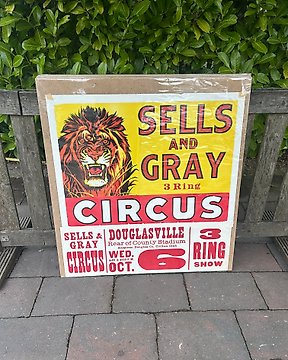 SELLS
AND
GRAY
3 Ring
CIRCUS
SELLS &
GRAY
CIRCUS
DOUGLASVILLE
Rear of County Stadium
WED.
OCT.
6
3
RING
SHOW